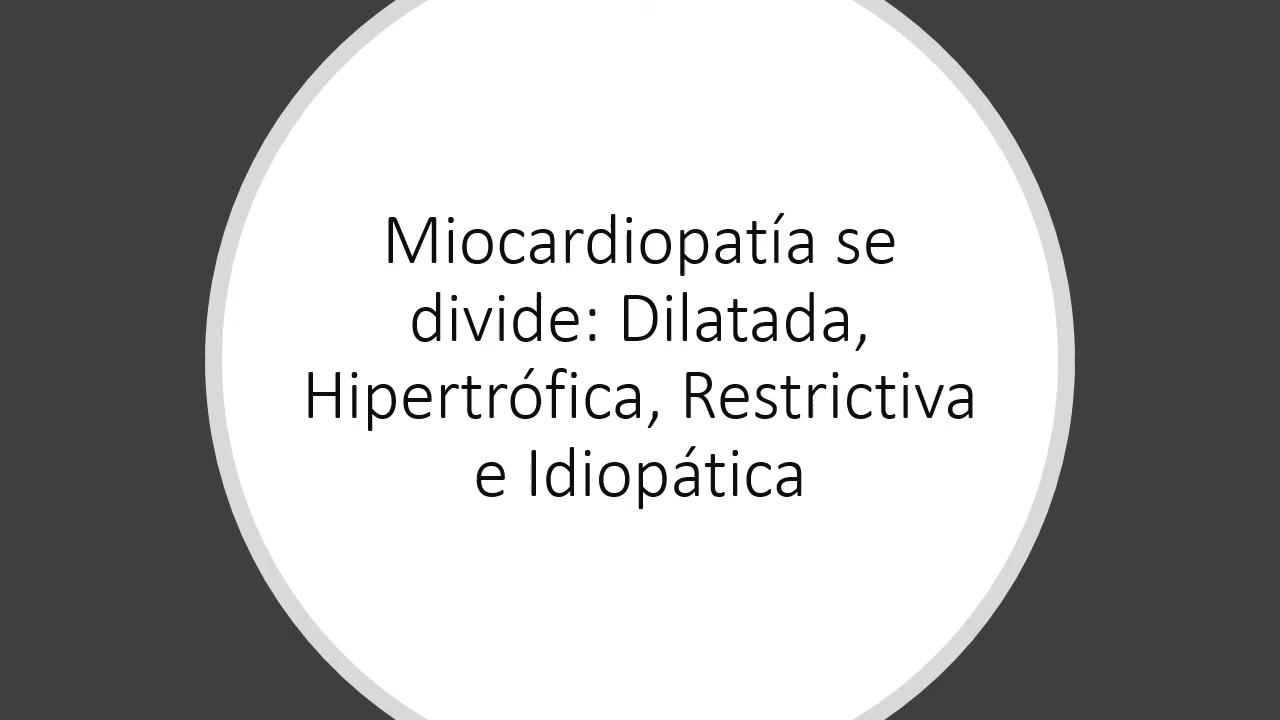 Miocardiopatía se
divide: Dilatada,
Hipertrófica, Restrictiva
e Idiopática